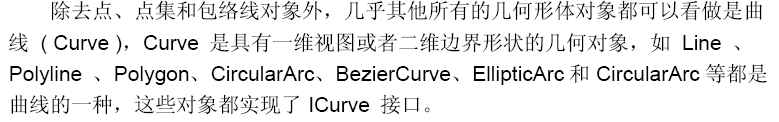 除去点、点集和包络线对象外，几乎其他所有的几何形体对象都可以看做是曲
线（Curve），Curve 是具有一维视图或者二维边界形状的几何对象，如 Line 、
Polyline 、Polygon、CircularArc、BezierCurve、EllipticArc 和 CircularArc 等都是
曲线的一种，这些对象都实现了 ICurve 接口。